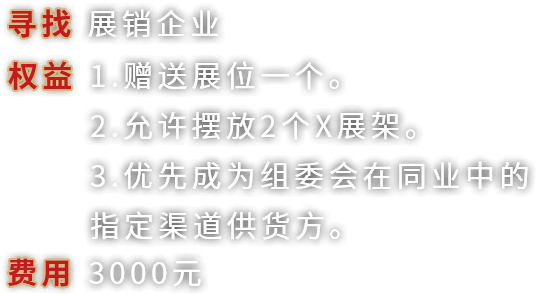 寻找 展销企业
权益 1.赠送展位一个。
2.允许摆放2个X展架。
3.优先成为组委会在同业中的
指定渠道供货方。
费用 3000元